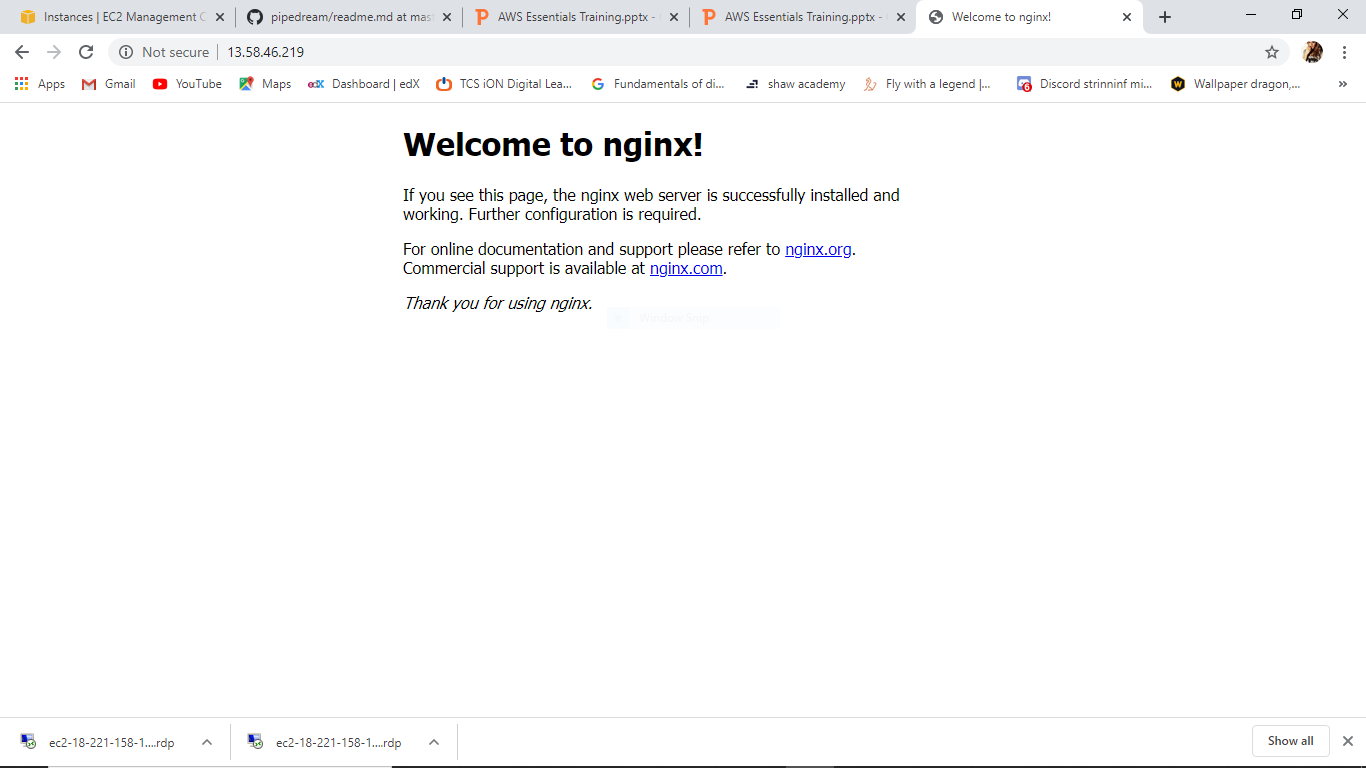 Instances | EC2 Management C
pipedream/readme.md at mas
AWS Essentials Training.pptx -
AWS Essentials Training.pptx -
Welcome to nginx!
Not secure
13.58.46.219
Apps
Gmail
YouTube
Maps
edX
Dashboard | edX
TCS iON Digital Lea...
Fundamentals of di...
shaw academy
Fly with a legend |...
6
Discord strinninf mi...
W
Wallpaper dragon,...
»
Welcome to nginx!
If you see this page, the nginx web server is successfully installed and
working. Further configuration is required.
For online documentation and support please refer to nginx.org.
Commercial support is available at nginx.com.
Thank you for using nginx.
Window Snip
ec2-18-221-158-1....rdp
ec2-18-221-158-1....rdp
Show all